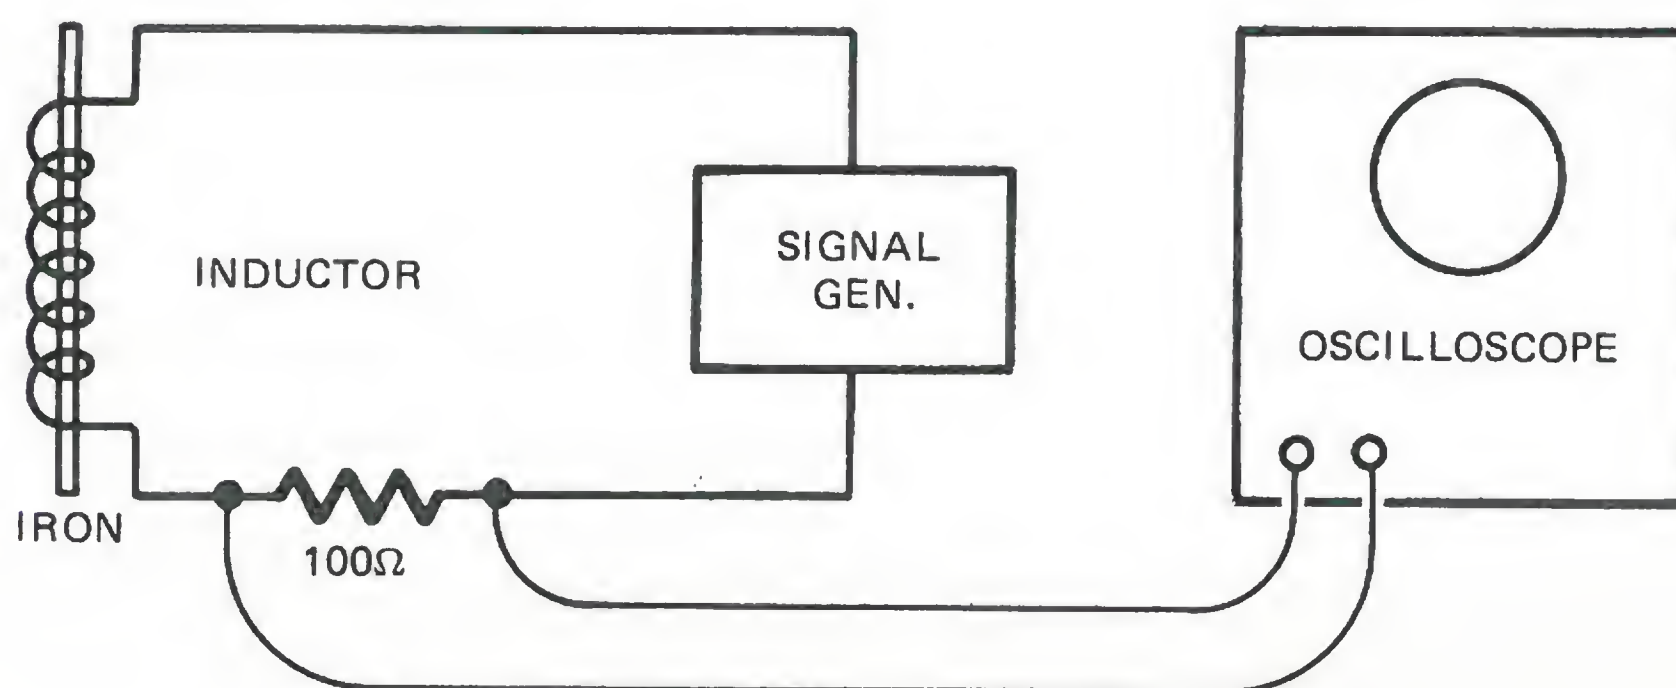 INDUCTOR
SIGNAL
GEN.
OSCILLOSCOPE
IRON
100Ω